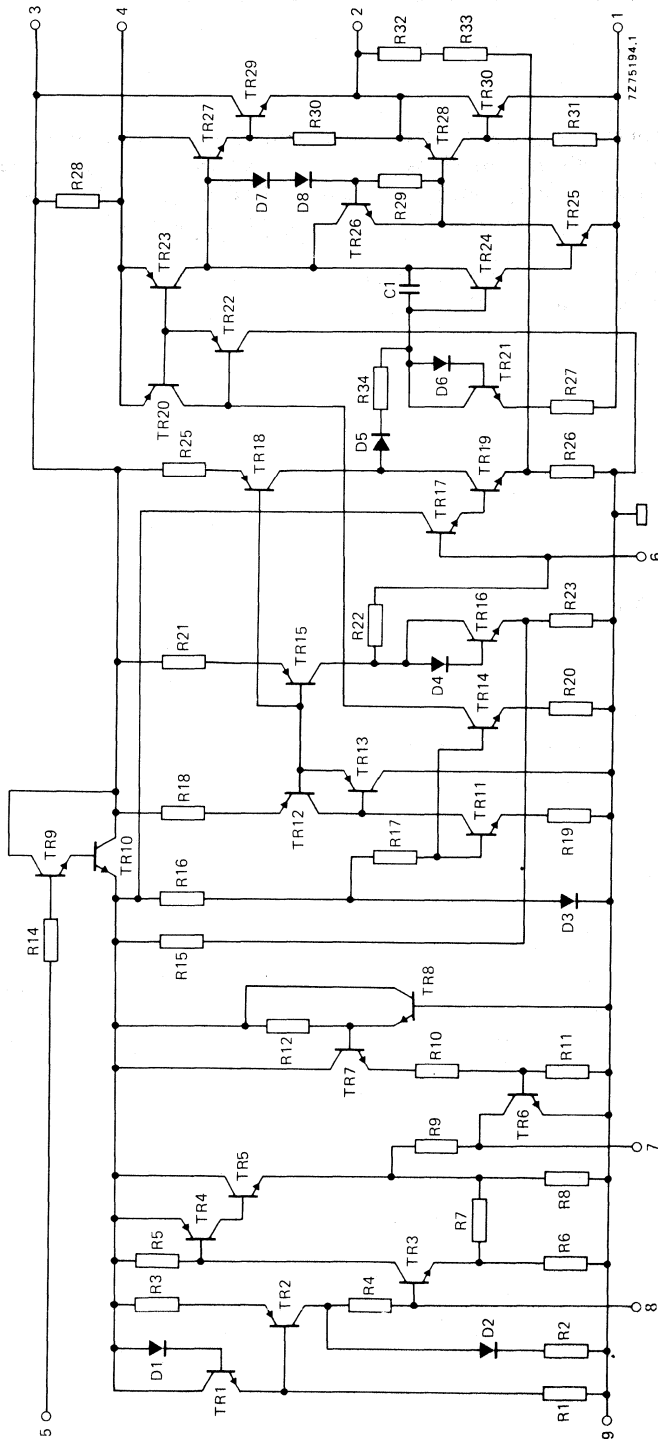 3
4
2
1
R32
R33
7Z75194.1
TR29
TR30
TR27
R30
TR28
R31
R28
D7
D8
R29
TR26
TR25
TR23
TR24
C1
TR22
TR20
R34
D6
TR21
R27
R25
TR18
D5
TR19
R26
TR17
6
R21
TR15
R22
D4
TR16
R23
TR14
R20
TR13
R18
TR12
TR11
R19
TR9
TR10
R17
R16
D3
R14
R15
R12
TR8
TR7
R10
R11
TR6
R9
7
TR5
TR4
R7
R8
R5
TR3
R6
R3
TR2
R4
8
D1
D2
R2
TR1
R1
5
9